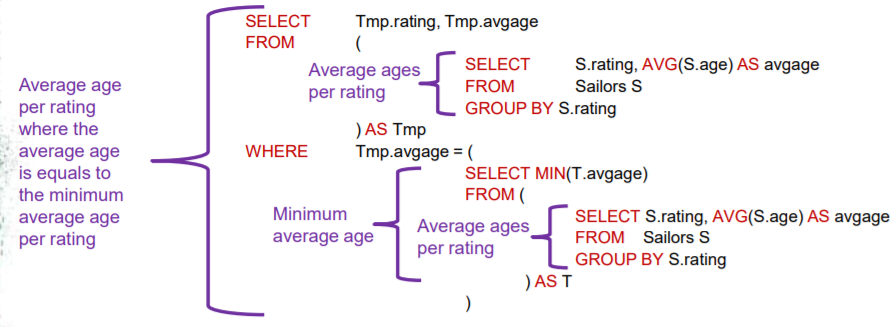 SELECT Tmp.rating, Tmp.avgage
FROM (
Average ages
per rating
SELECT S.rating, AVG(S.age) AS avgage
FROM Sailors S
GROUP BY S.rating
) AS Tmp
WHERE Tmp.avgage = (
SELECT MIN(T.avgage)
FROM (
Minimum
average age
Average ages
per rating
SELECT S.rating, AVG(S.age) AS avgage
FROM Sailors S
GROUP BY S.rating
) AS T
)
Average age
per rating
where the
average age
is equals to
the minimum
average age
per rating